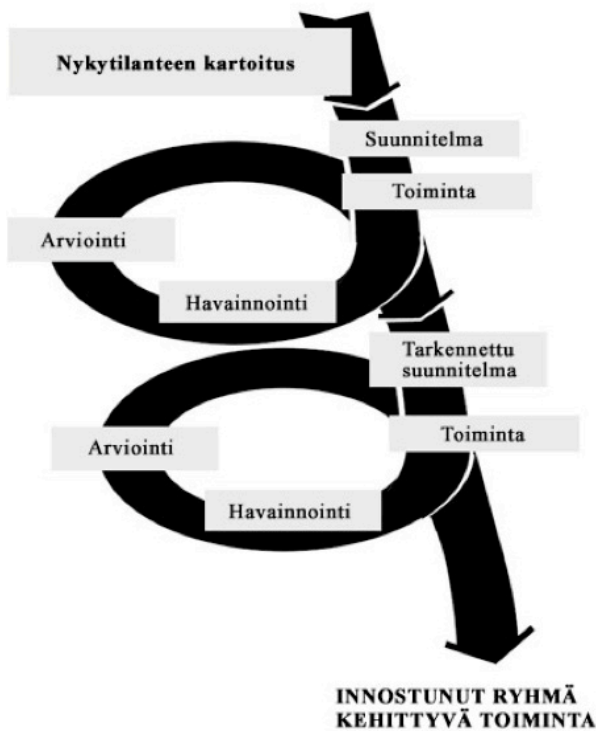 Nykytilanteen kartoitus
Suunnitelma
Toiminta
Arviointi
Havainnointi
Tarkennettu
suunnitelma
Toiminta
Arviointi
Havainnointi
INNOSTUNUT RYHMÄ
KEHITTYVÄ TOIMINTA